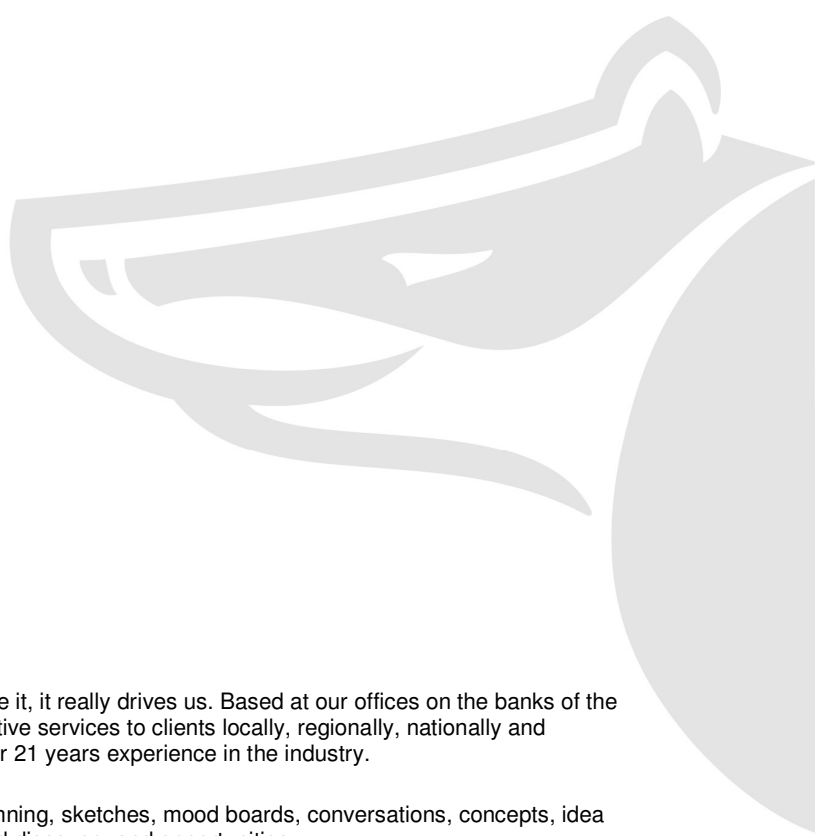 e it, it really drives us. Based at our offices on the banks of the
tive services to clients locally, regionally, nationally and
r 21 years experience in the industry.
nning, sketches, mood boards, conversations, concepts, idea